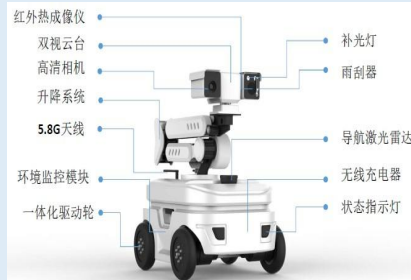 红外热成像仪
双视云台
高清相机
升降系统
5.8G天线
环境监控模块
一体化驱动轮
补光灯
雨刮器
导航激光雷达
无线充电器
状态指示灯